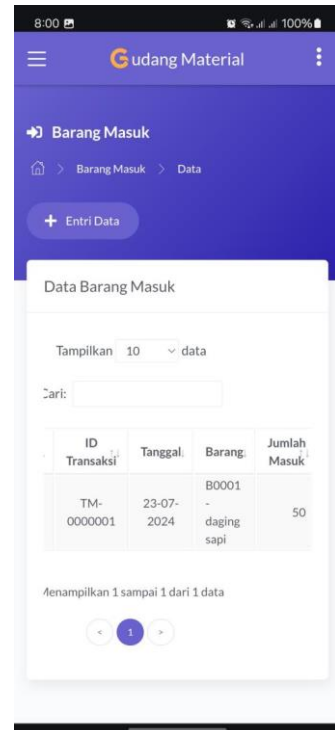 8:00
100%
Gudang Material
Barang Masuk
Barang Masuk > Data
+ Entri Data
Data Barang Masuk
Tampilkan 10 data
Cari:
ID Transaksi Tanggal Barang Jumlah Masuk
TM-0000001 23-07-2024 B0001 - daging sapi 50
Menampilkan 1 sampai 1 dari 1 data
< 1 >